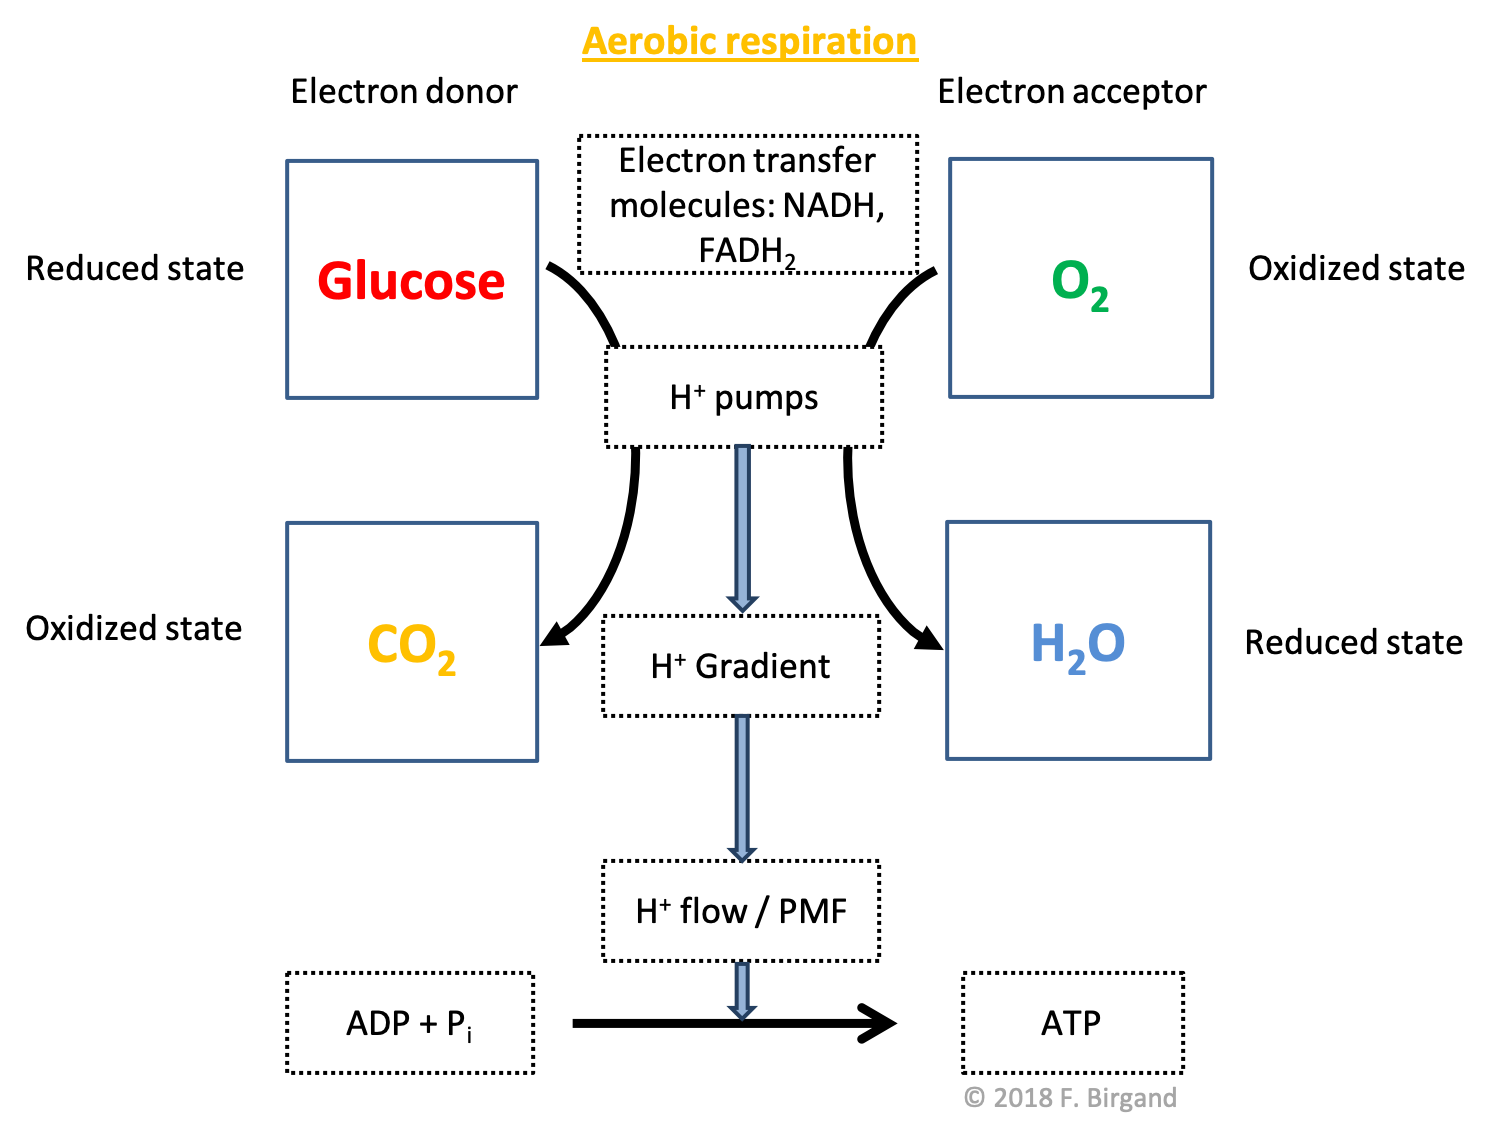 Aerobic respiration
Electron donor
Electron acceptor
Electron transfer
molecules: NADH,
FADH₂
Reduced state
Glucose
O₂
Oxidized state
H⁺ pumps
Oxidized state
CO₂
H⁺ Gradient
H₂O
Reduced state
H⁺ flow / PMF
ADP + Pᵢ
ATP
© 2018 F. Birgand